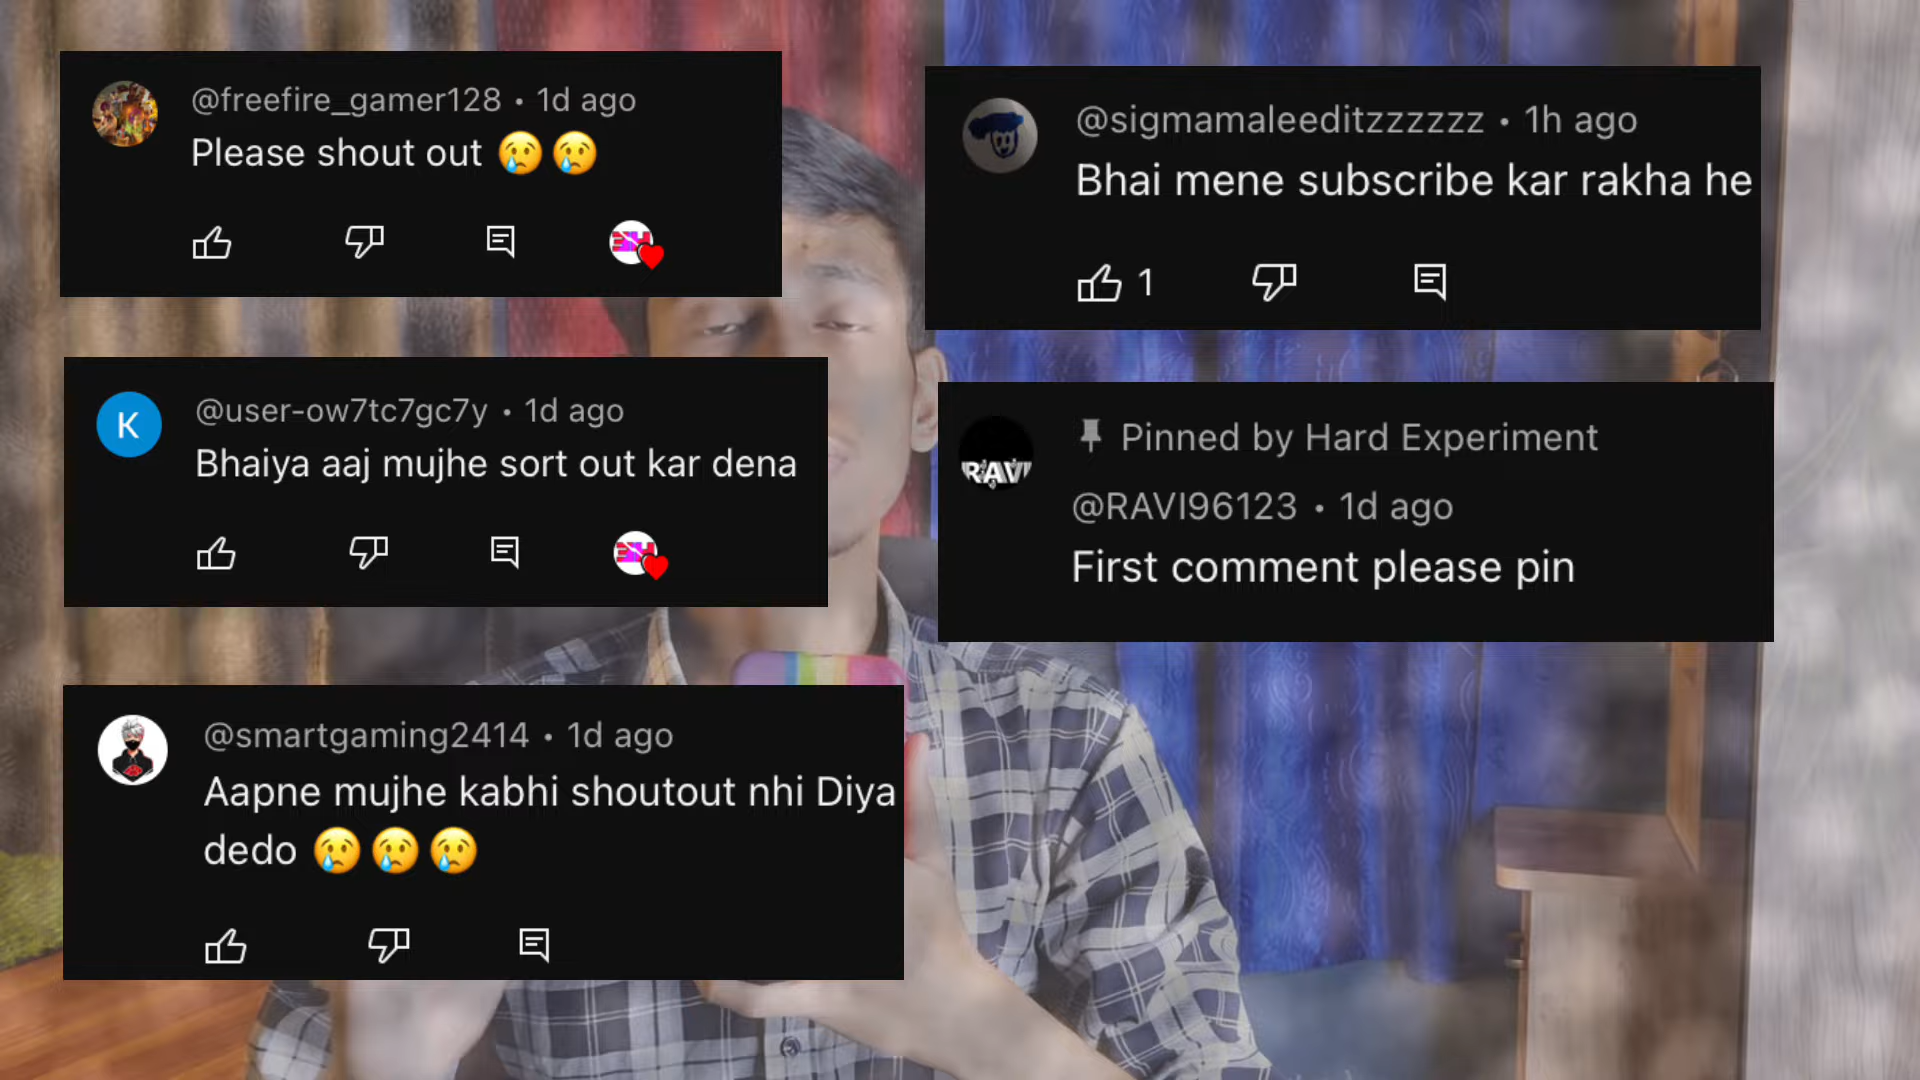 @freefire_gamer128 • 1d ago
Please shout out 😢😢
@user-ow7tc7gc7y • 1d ago
K
Bhaiya aaj mujhe sort out kar dena
@smartgaming2414 • 1d ago
Aapne mujhe kabhi shoutout nhi Diya
dedo 😢😢😢
@sigmamaleeditzzzzzz • 1h ago
Bhai mene subscribe kar rakha he
1
Pinned by Hard Experiment
RAVI
@RAVI96123 • 1d ago
First comment please pin